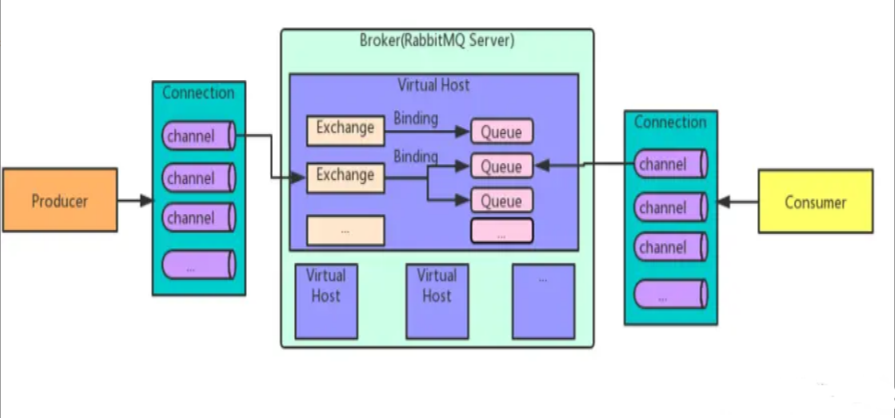 Broker(RabbitMQ Server)
Virtual Host
Connection
channel
channel
channel
...
Producer
Exchange
Binding
Queue
Exchange
Binding
Queue
Queue
...
...
Virtual
Host
Virtual
Host
...
Connection
channel
channel
channel
...
Consumer